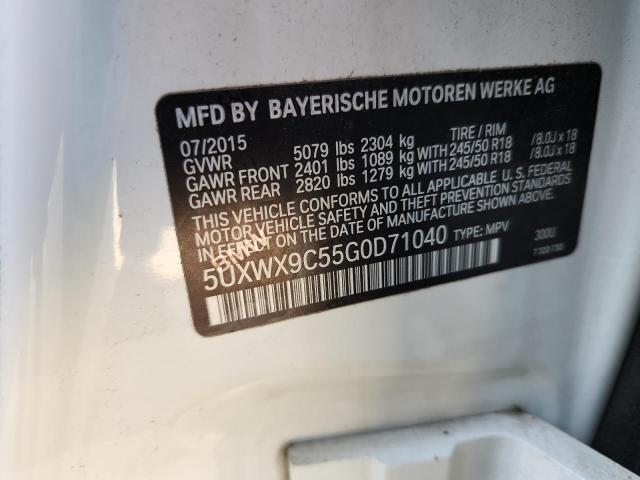 MFD BY BAYERISCHE MOTOREN WERKE AG
07/2015 TIRE / RIM
GVWR 5079 lbs 2304 kg
GAWR FRONT 2401 lbs 1089 kg WITH 245/50 R18 /8.0J x 18
GAWR REAR 2820 lbs 1279 kg WITH 245/50 R18 /8.0J x 18
THIS VEHICLE CONFORMS TO ALL APPLICABLE U.S. FEDERAL
MOTOR VEHICLE SAFETY AND THEFT PREVENTION STANDARDS
IN EFFECT ON THE DATE OF MANUFACTURE SHOWN ABOVE.
BMW
5UXWX9C55G0D71040 TYPE: MPV
300U